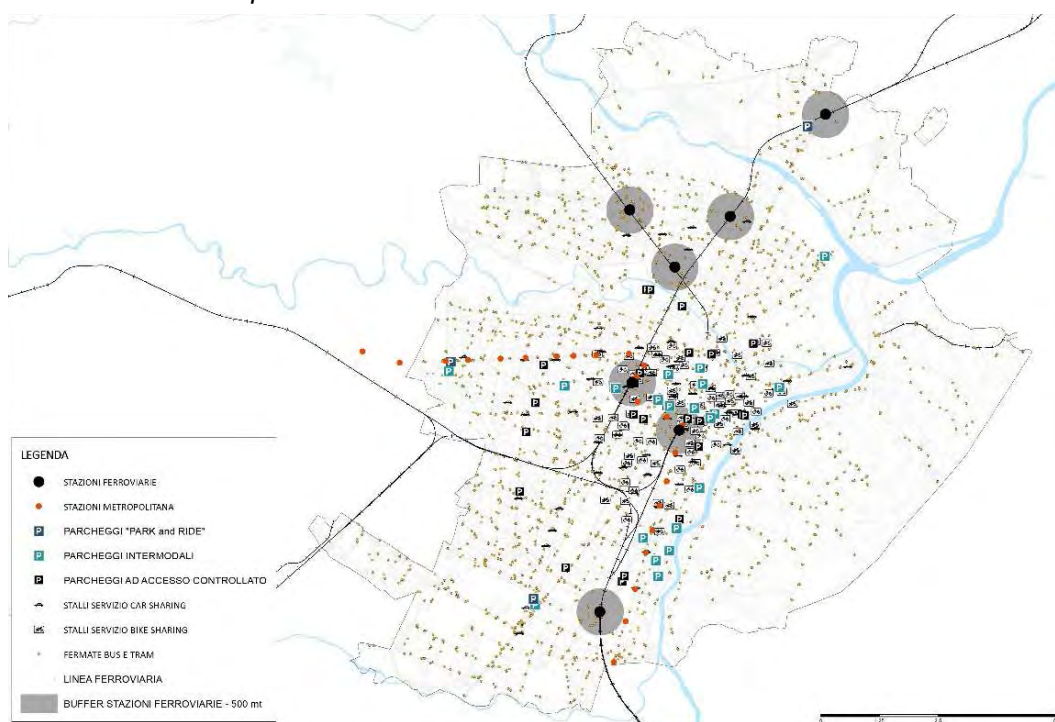 LEGENDA
STAZIONI FERROVIARIE
STAZIONI METROPOLITANA
P PARCHEGGI "PARK and RIDE"
P PARCHEGGI INTERMODALI
P PARCHEGGI AD ACCESSO CONTROLLATO
STALLI SERVIZIO CAR SHARING
STALLI SERVIZIO BIKE SHARING
FERMATE BUS E TRAM
LINEA FERROVIARIA
BUFFER STAZIONI FERROVIARIE - 500 mt